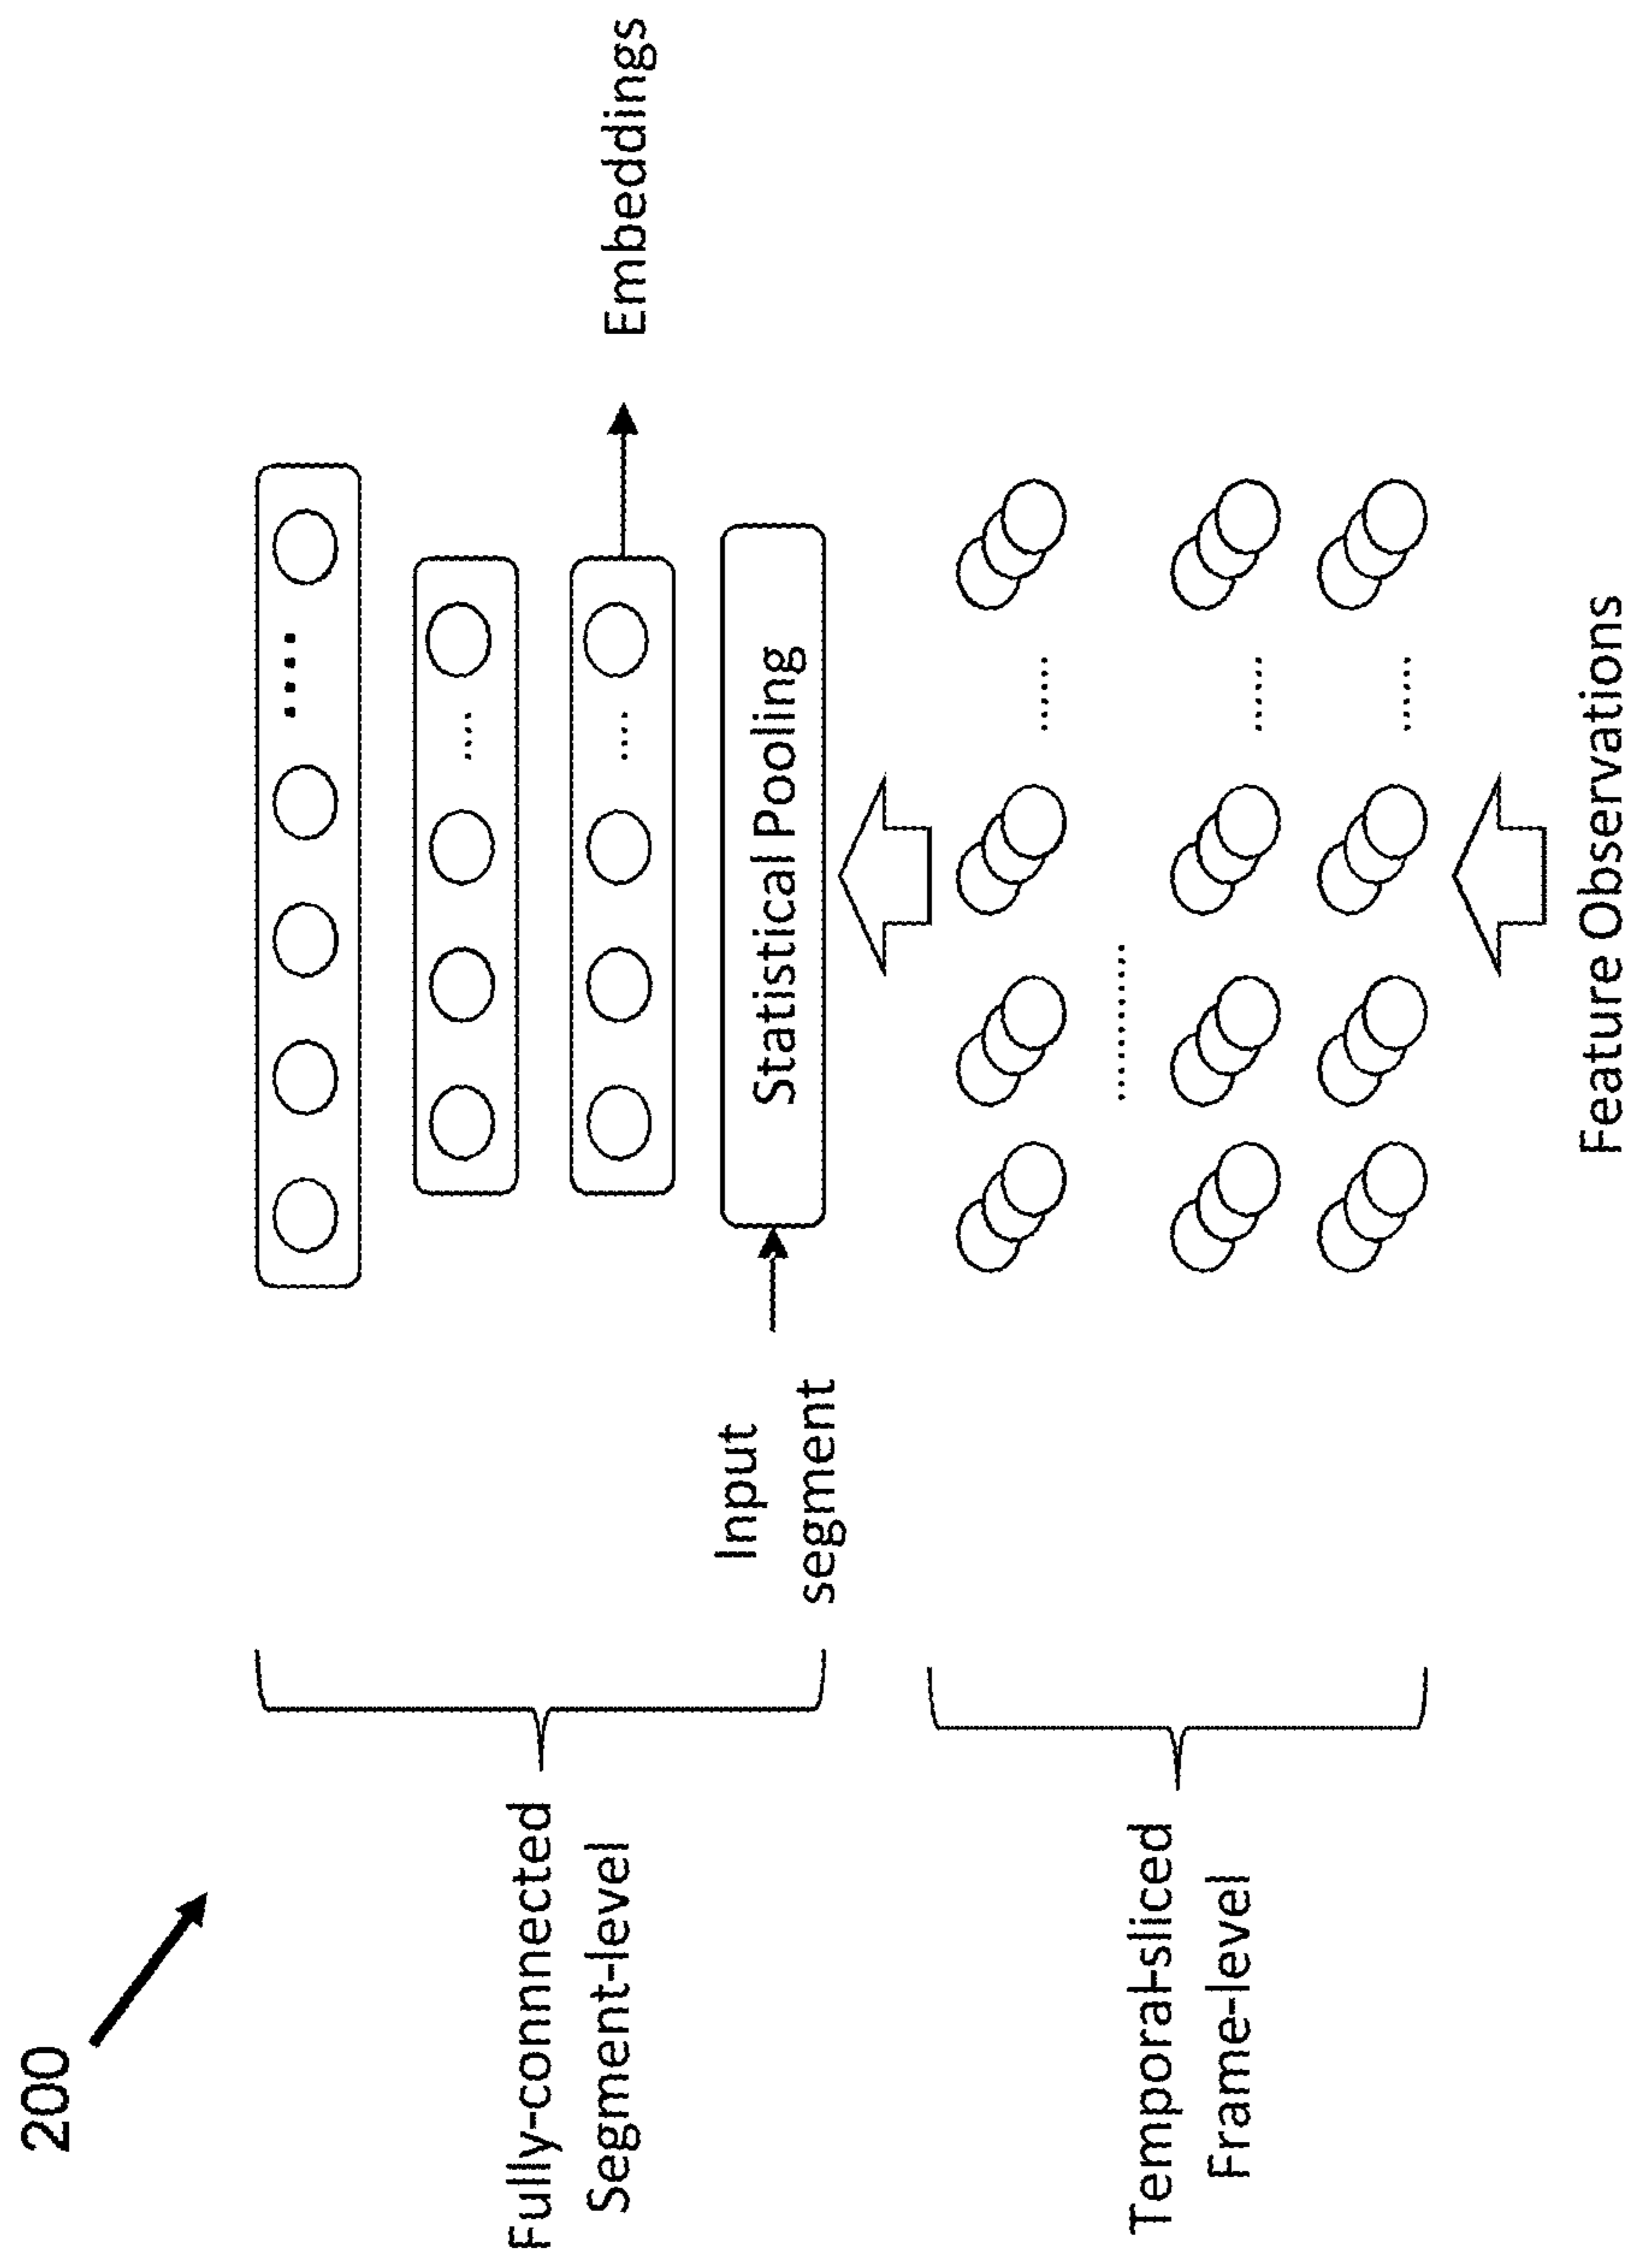 200
Fully-connected
Segment-level
Input
segment
Statistical Pooling
Embeddings
Temporal-sliced
Frame-level
Feature Observations